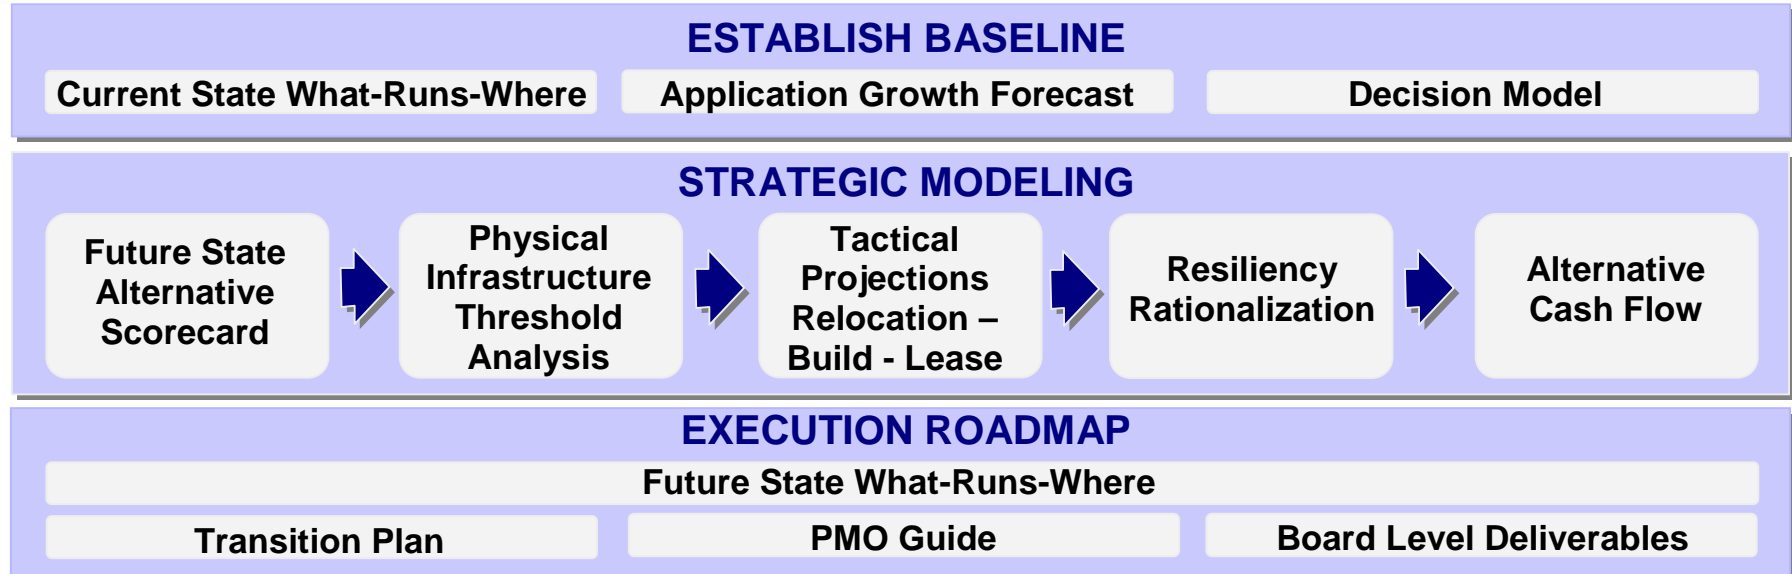 ESTABLISH BASELINE
Current State What-Runs-Where
Application Growth Forecast
Decision Model
STRATEGIC MODELING
Future State
Alternative
Scorecard
Physical
Infrastructure
Threshold
Analysis
Tactical
Projections
Relocation –
Build - Lease
Resiliency
Rationalization
Alternative
Cash Flow
EXECUTION ROADMAP
Future State What-Runs-Where
Transition Plan
PMO Guide
Board Level Deliverables